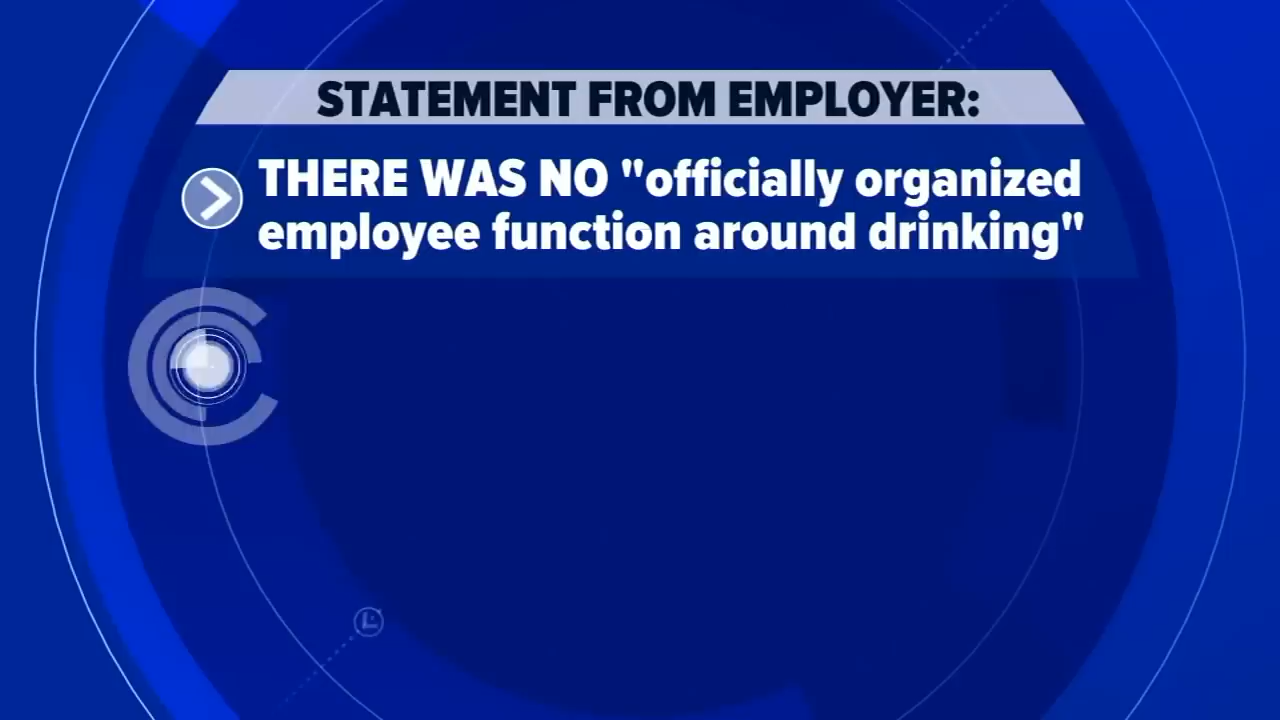 STATEMENT FROM EMPLOYER:
THERE WAS NO "officially organized
employee function around drinking"